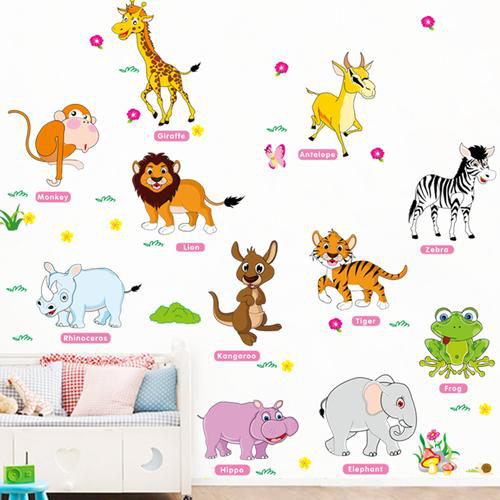 Giraffe
Antelope
Monkey
Lion
Zebra
Rhinoceros
Kangaroo
Tiger
Frog
Hippo
Elephant